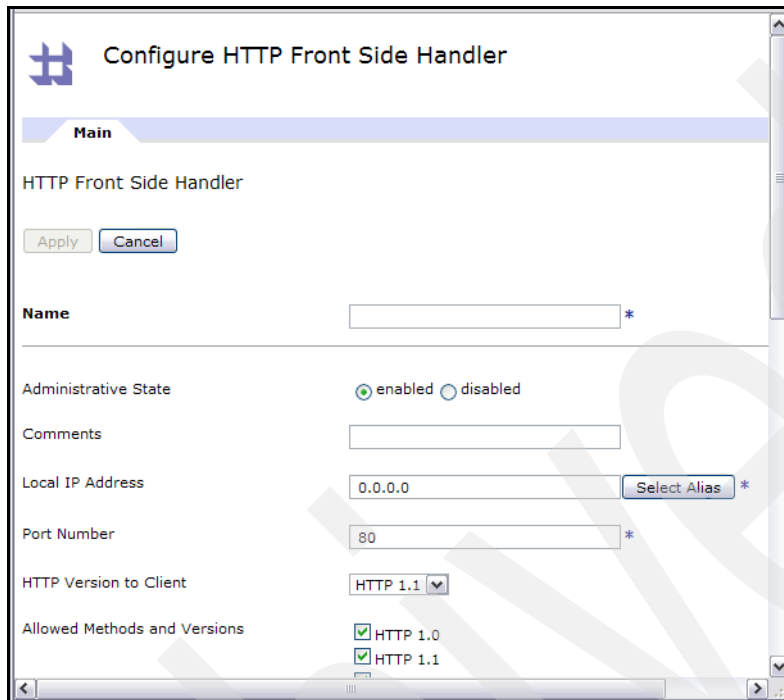 Configure HTTP Front Side Handler
Main
HTTP Front Side Handler
Apply Cancel
Name *
Administrative State enabled disabled
Comments
Local IP Address 0.0.0.0 Select Alias *
Port Number 80 *
HTTP Version to Client HTTP 1.1
Allowed Methods and Versions HTTP 1.0
HTTP 1.1